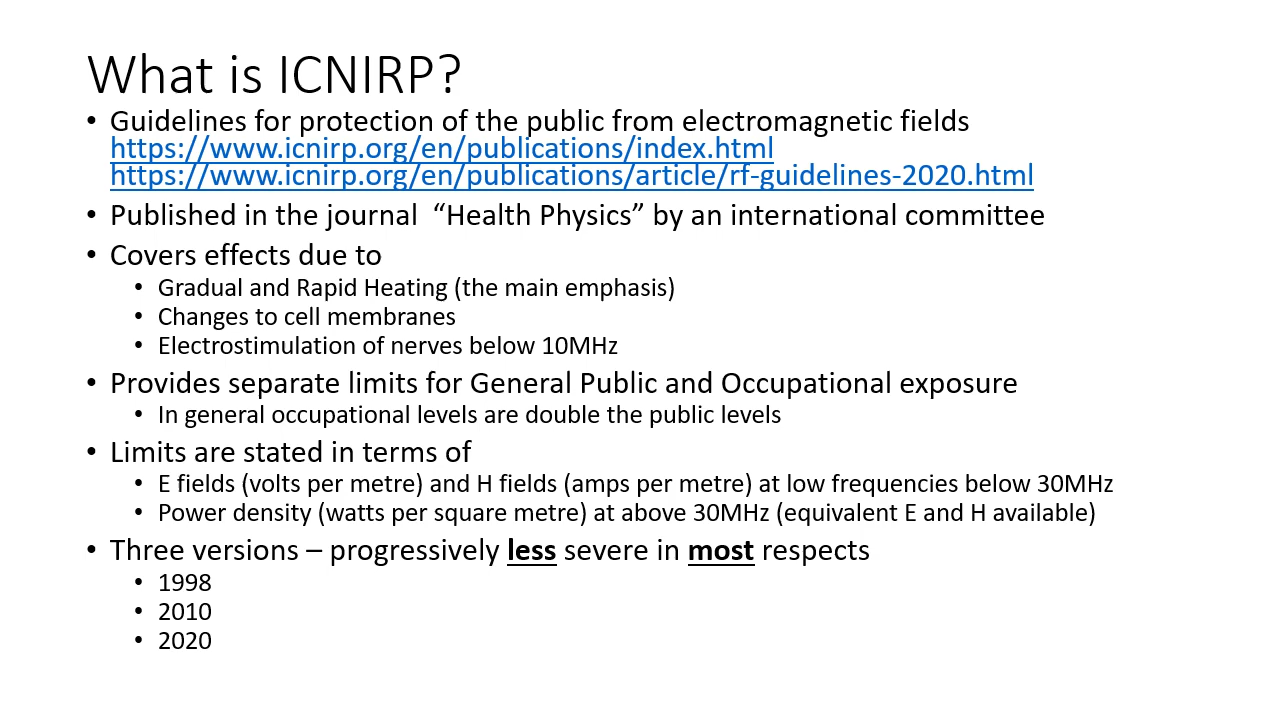 What is ICNIRP?
• Guidelines for protection of the public from electromagnetic fields
https://www.icnirp.org/en/publications/index.html
https://www.icnirp.org/en/publications/article/rf-guidelines-2020.html
• Published in the journal “Health Physics” by an international committee
• Covers effects due to
• Gradual and Rapid Heating (the main emphasis)
• Changes to cell membranes
• Electrostimulation of nerves below 10MHz
• Provides separate limits for General Public and Occupational exposure
• In general occupational levels are double the public levels
• Limits are stated in terms of
• E fields (volts per metre) and H fields (amps per metre) at low frequencies below 30MHz
• Power density (watts per square metre) at above 30MHz (equivalent E and H available)
• Three versions – progressively less severe in most respects
• 1998
• 2010
• 2020